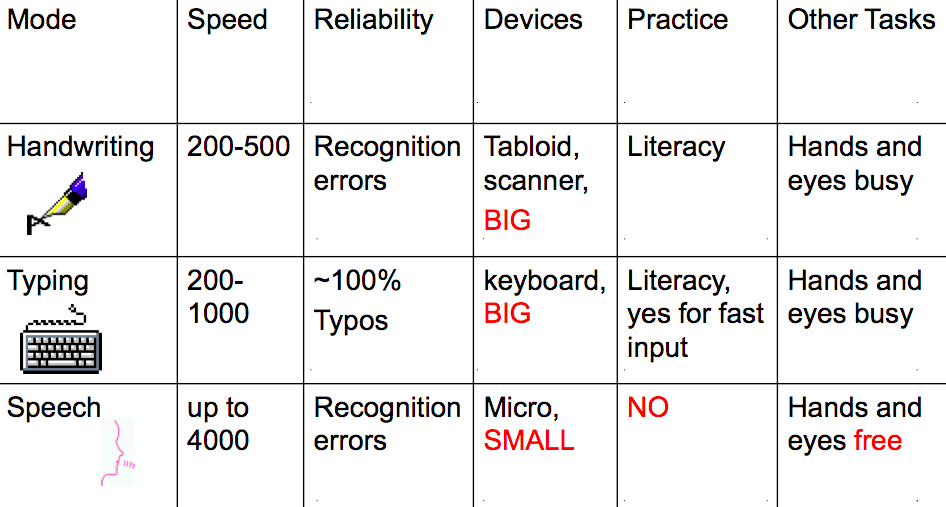 Mode Speed Reliability Devices Practice Other Tasks
Handwriting 200-500 Recognition errors Tabloid, scanner, BIG Literacy Hands and eyes busy
Typing 200-1000 ~100% Typos keyboard, BIG Literacy, yes for fast input Hands and eyes busy
Speech up to 4000 Recognition errors Micro, SMALL NO Hands and eyes free